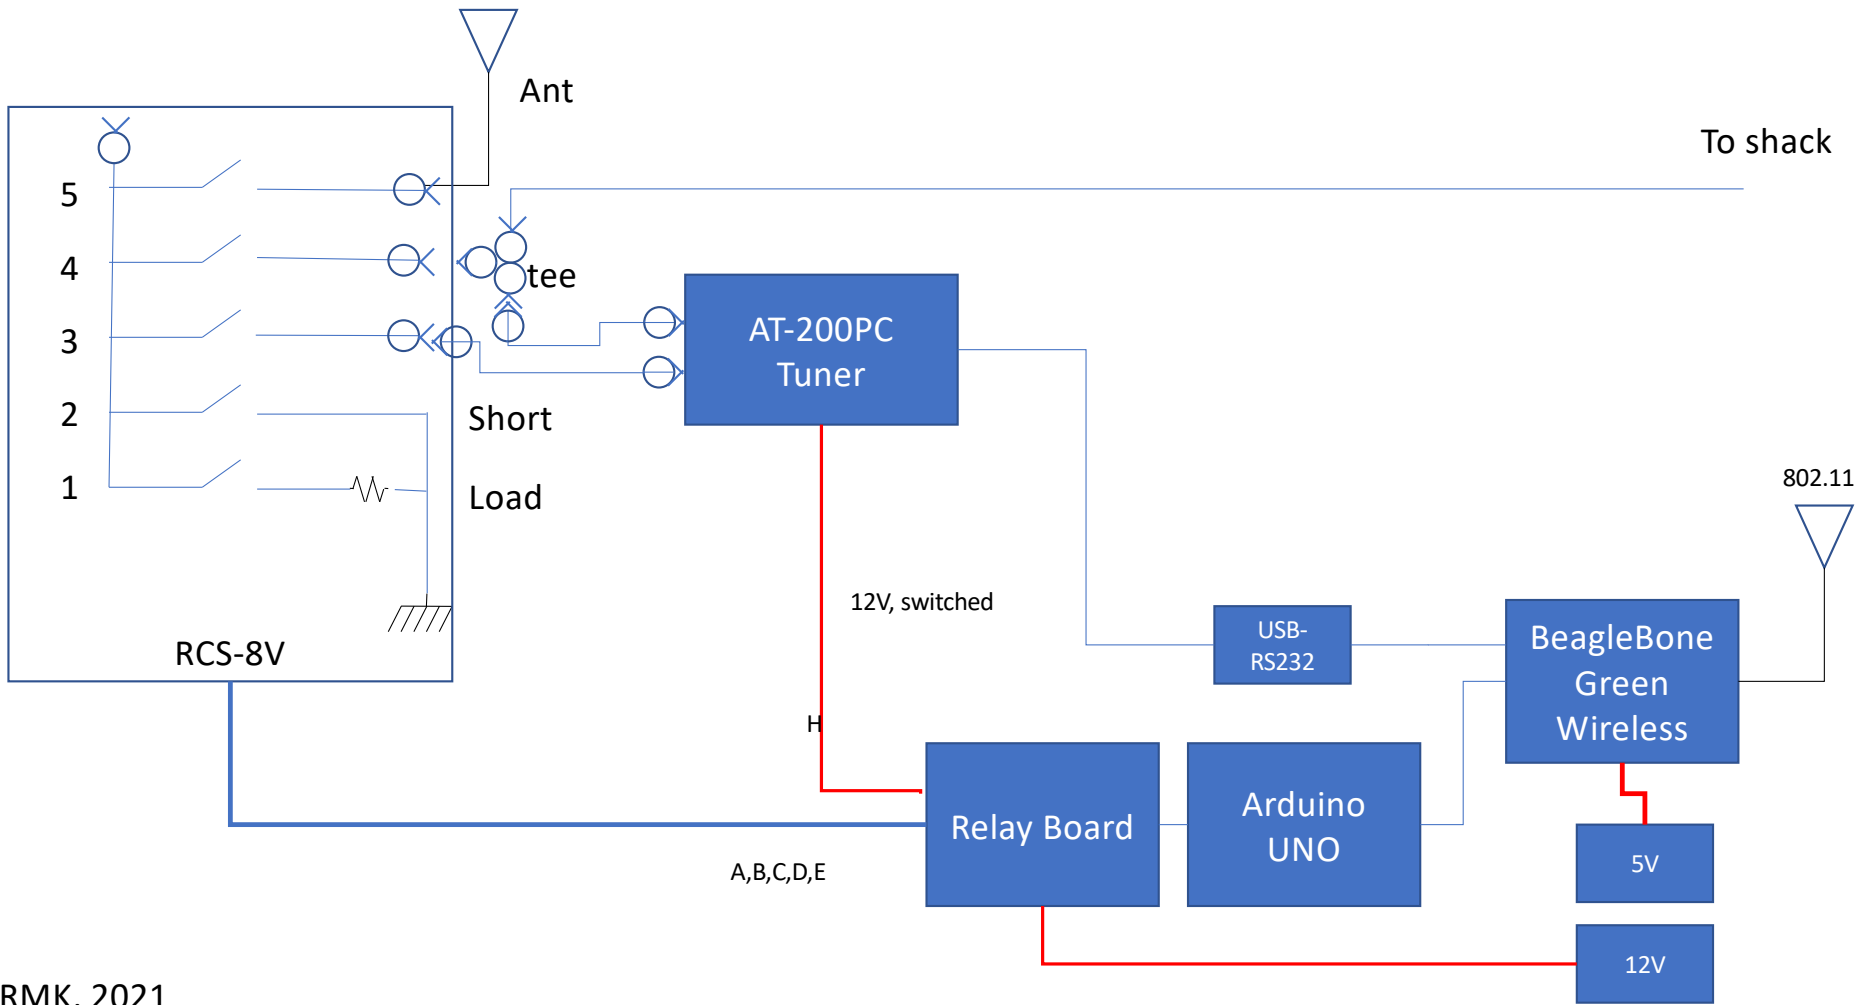 Ant
To shack
5
4
tee
3
AT-200PC
Tuner
2
Short
1
Load
802.11
12V, switched
USB-
RS232
BeagleBone
Green
Wireless
RCS-8V
H
Relay Board
Arduino
UNO
A,B,C,D,E
5V
12V
RMK, 2021